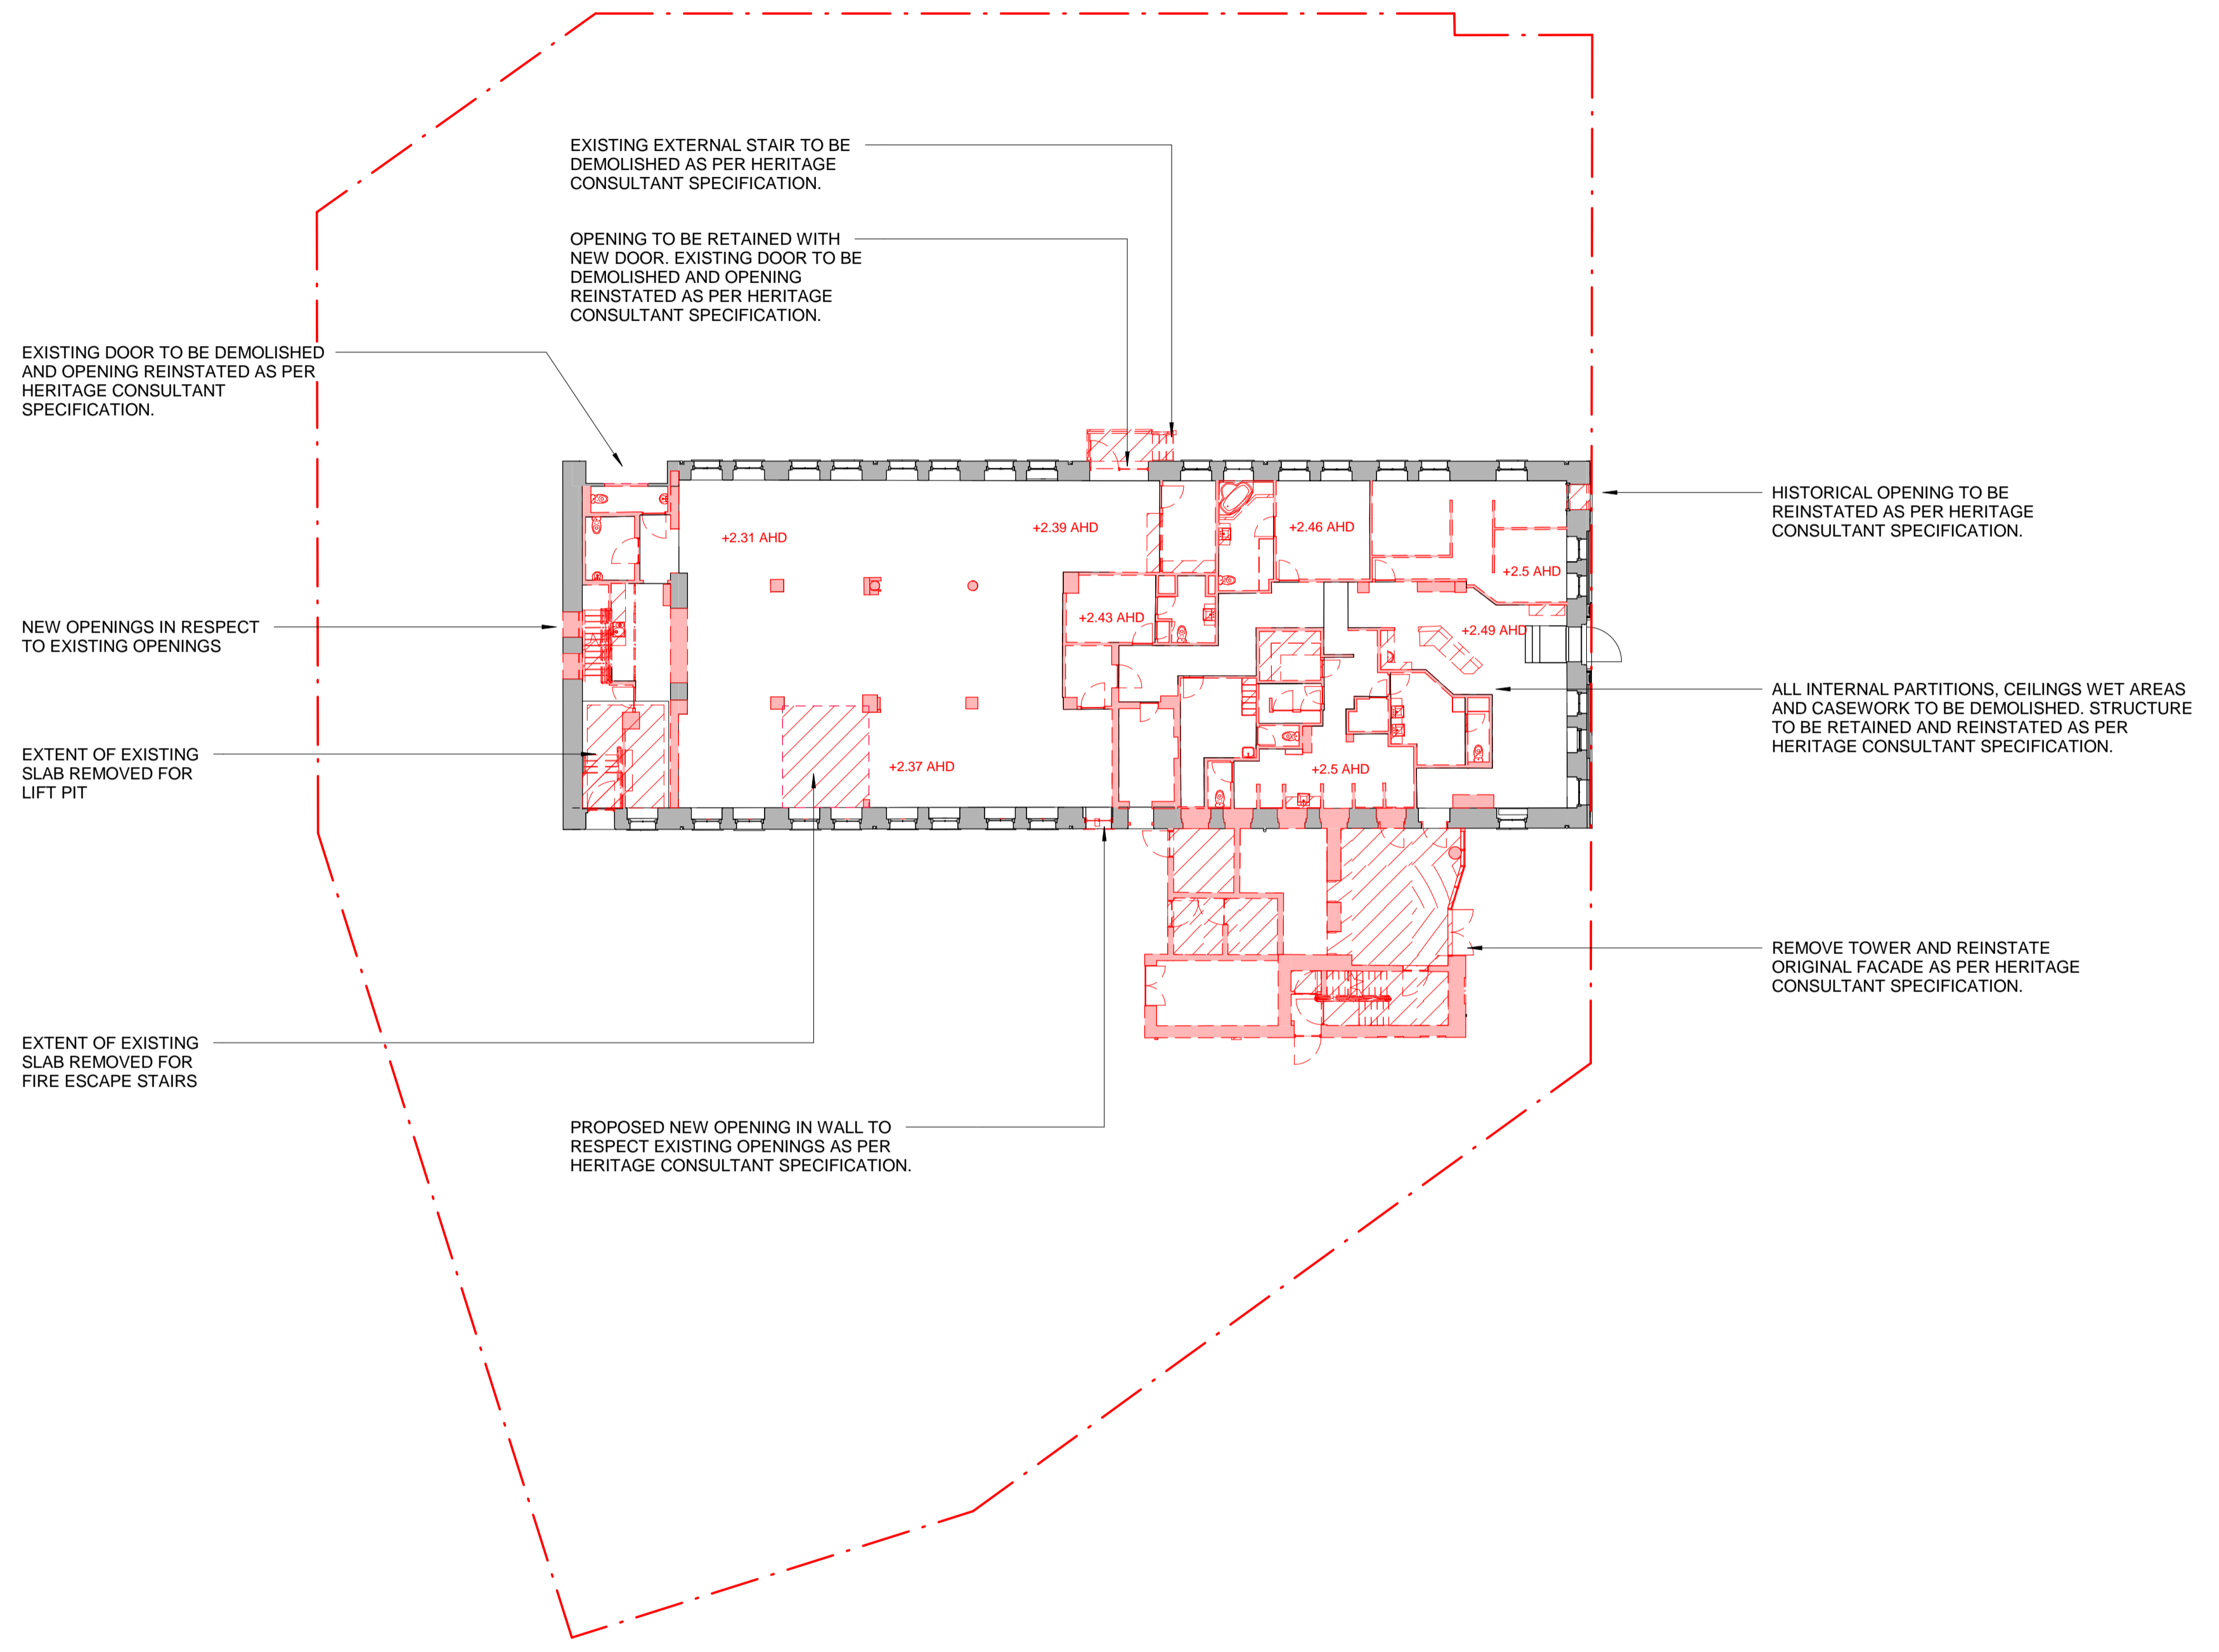 EXISTING EXTERNAL STAIR TO BE
DEMOLISHED AS PER HERITAGE
CONSULTANT SPECIFICATION.
OPENING TO BE RETAINED WITH
NEW DOOR. EXISTING DOOR TO BE
DEMOLISHED AND OPENING
REINSTATED AS PER HERITAGE
CONSULTANT SPECIFICATION.
EXISTING DOOR TO BE DEMOLISHED
AND OPENING REINSTATED AS PER
HERITAGE CONSULTANT
SPECIFICATION.
HISTORICAL OPENING TO BE
REINSTATED AS PER HERITAGE
CONSULTANT SPECIFICATION.
+2.31 AHD
+2.39 AHD
+2.46 AHD
+2.5 AHD
+2.43 AHD
+2.49 AHD
NEW OPENINGS IN RESPECT
TO EXISTING OPENINGS
ALL INTERNAL PARTITIONS, CEILINGS WET AREAS
AND CASEWORK TO BE DEMOLISHED. STRUCTURE
TO BE RETAINED AND REINSTATED AS PER
HERITAGE CONSULTANT SPECIFICATION.
EXTENT OF EXISTING
SLAB REMOVED FOR
LIFT PIT
+2.37 AHD
+2.5 AHD
REMOVE TOWER AND REINSTATE
ORIGINAL FACADE AS PER HERITAGE
CONSULTANT SPECIFICATION.
EXTENT OF EXISTING
SLAB REMOVED FOR
FIRE ESCAPE STAIRS
PROPOSED NEW OPENING IN WALL TO
RESPECT EXISTING OPENINGS AS PER
HERITAGE CONSULTANT SPECIFICATION.